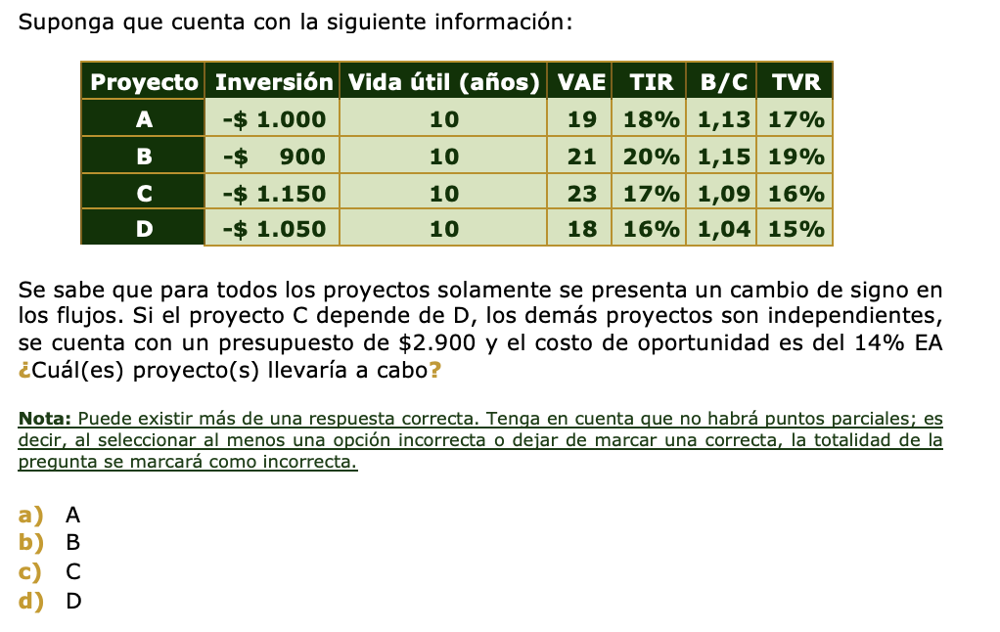 Suponga que cuenta con la siguiente información:
Proyecto Inversión Vida útil (años) VAE TIR B/C TVR
A -$ 1.000 10 19 18% 1,13 17%
B -$ 900 10 21 20% 1,15 19%
C -$ 1.150 10 23 17% 1,09 16%
D -$ 1.050 10 18 16% 1,04 15%
Se sabe que para todos los proyectos solamente se presenta un cambio de signo en
los flujos. Si el proyecto C depende de D, los demás proyectos son independientes,
se cuenta con un presupuesto de $2.900 y el costo de oportunidad es del 14% EA
¿Cuál(es) proyecto(s) llevaría a cabo?
Nota: Puede existir más de una respuesta correcta. Tenga en cuenta que no habrá puntos parciales; es
decir, al seleccionar al menos una opción incorrecta o dejar de marcar una correcta, la totalidad de la
pregunta se marcará como incorrecta.
a) A
b) B
c) C
d) D